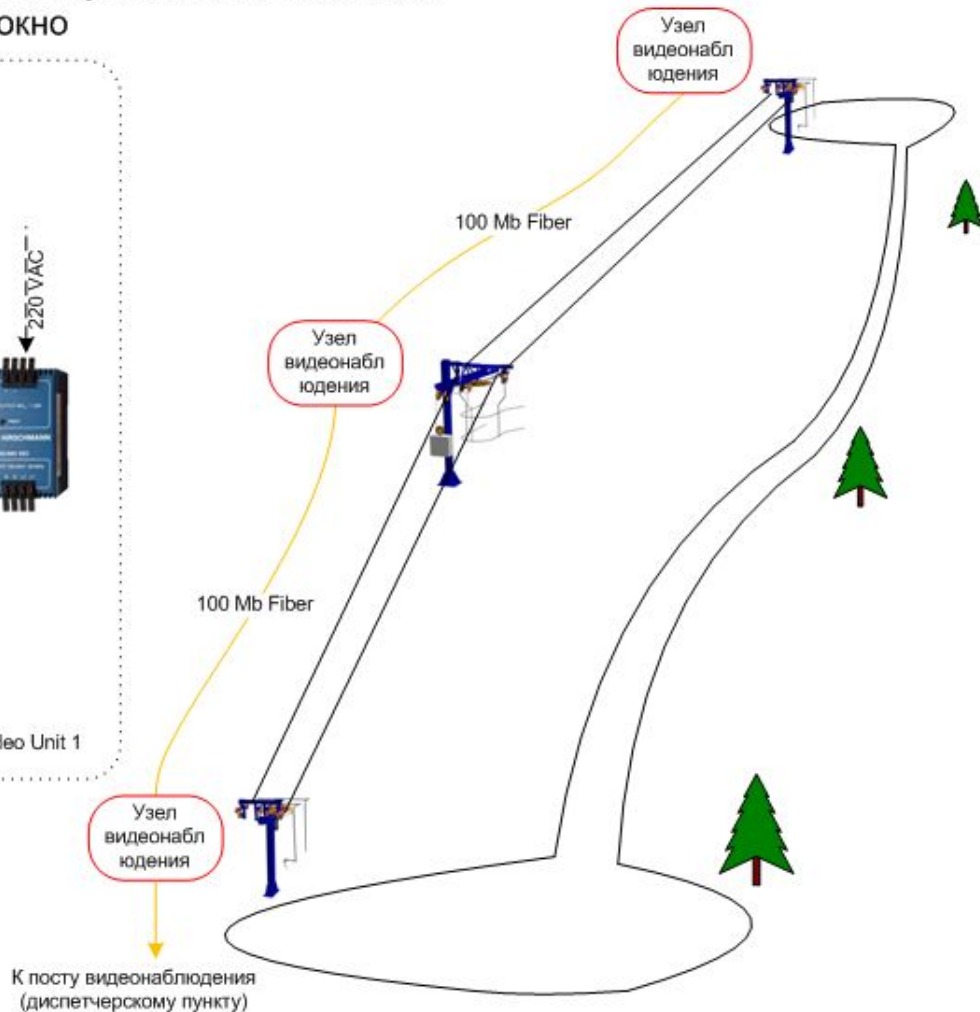 ОКНО
Узел
видеонабл
юдения
100 Mb Fiber
220 VAC
Узел
видеонабл
юдения
HIRSCHMANN
100 Mb Fiber
Unit 1
Узел
видеонабл
юдения
К посту видеонаблюдения
(диспетчерскому пункту)